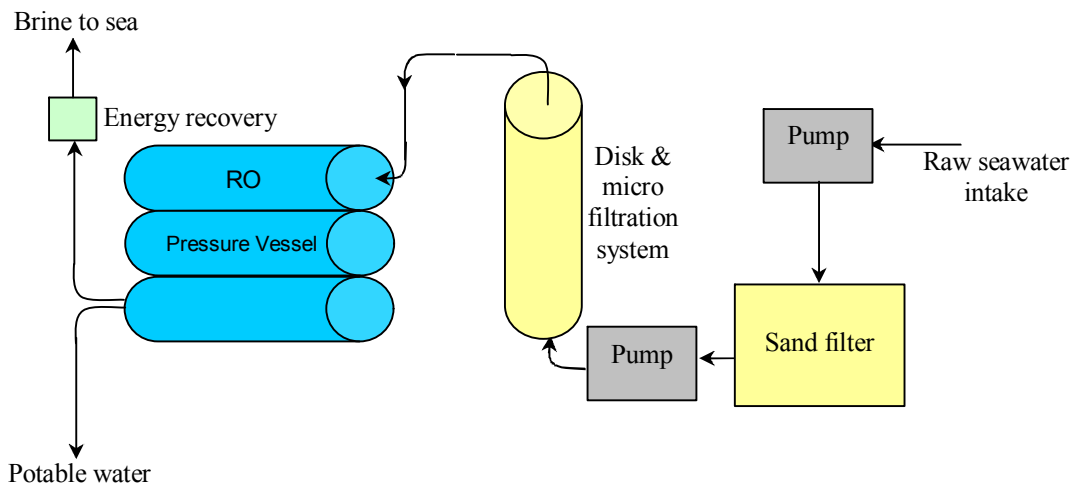 Brine to sea
Energy recovery
RO
Pressure Vessel
Potable water
Disk &
micro
filtration
system
Pump
Raw seawater
intake
Pump
Sand filter